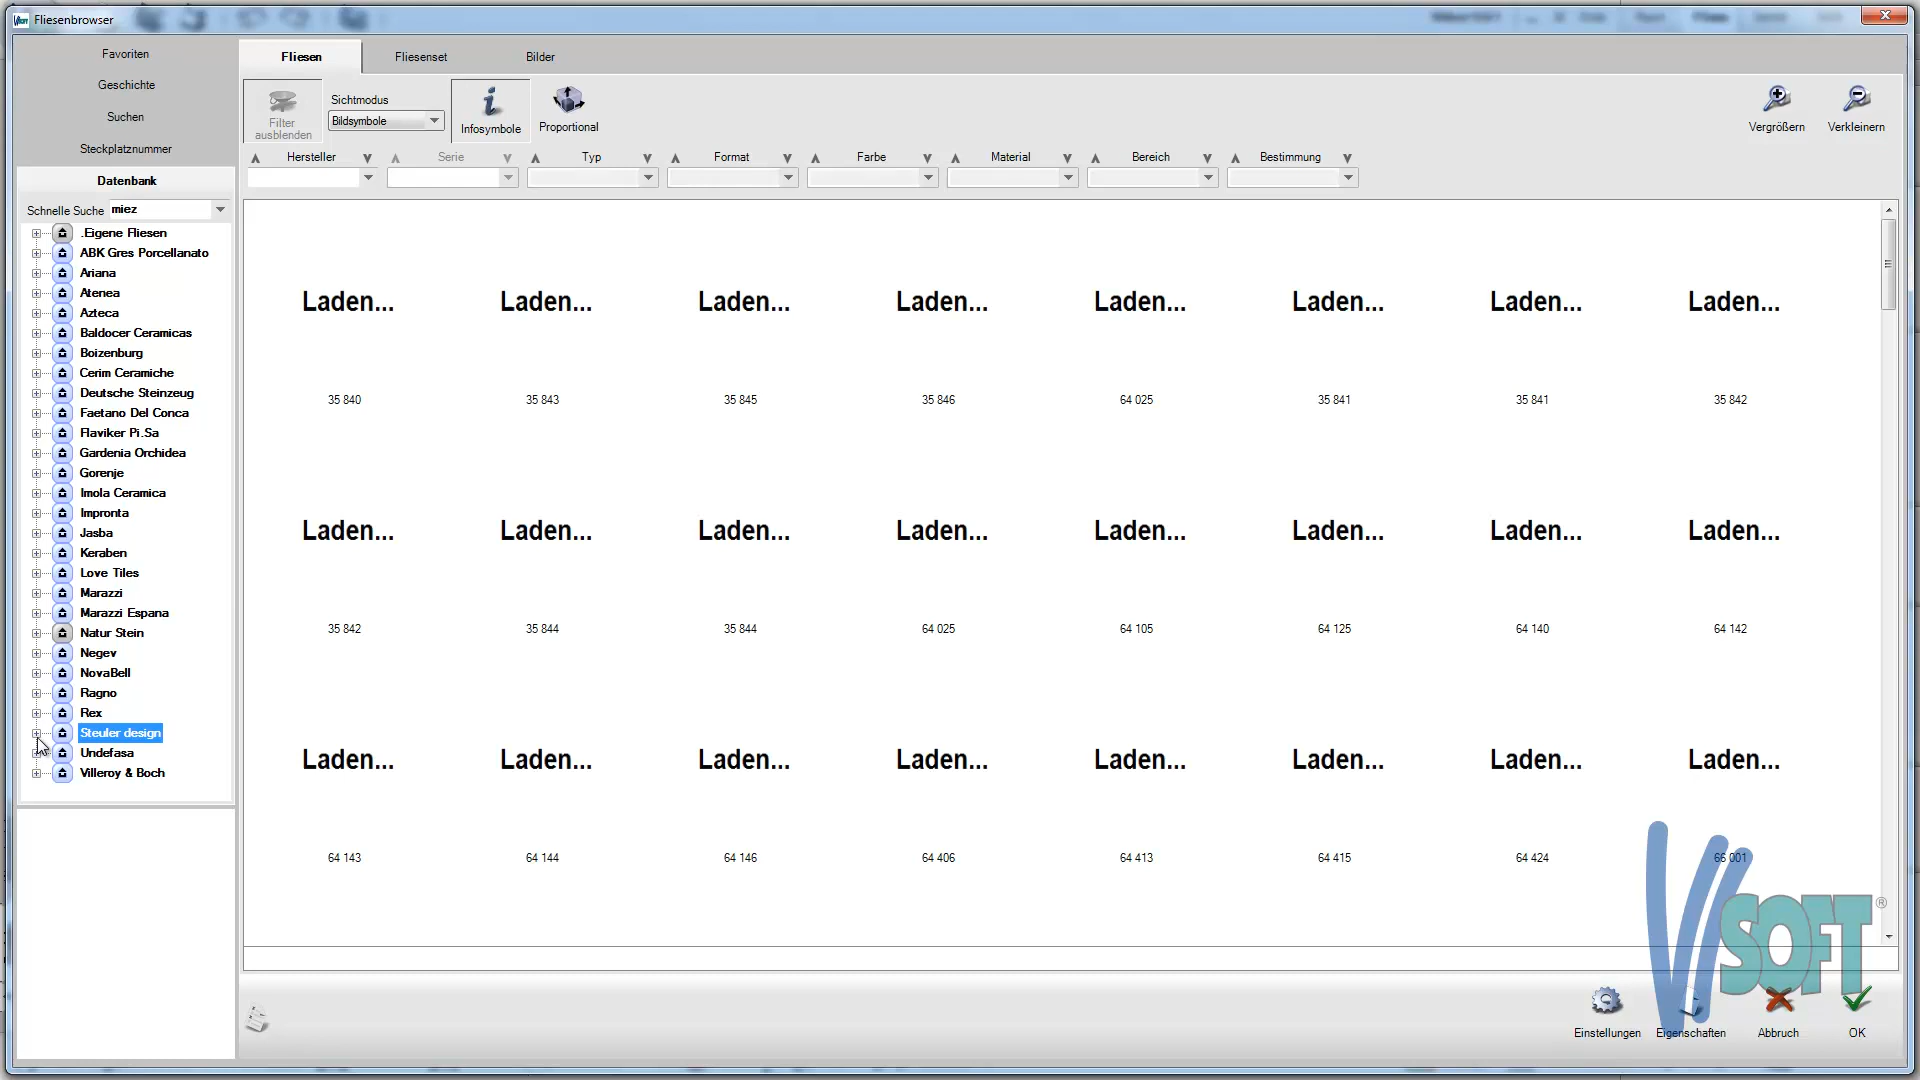 Fliesenbrowser
Favoriten
Geschichte
Suchen
Steckplatznummer
Datenbank
Schnelle Suche miez
.Eigene Fliesen
ABK Gres Porcellanato
Ariana
Atenea
Azteca
Baldocer Ceramicas
Boizenburg
Cerim Ceramiche
Deutsche Steinzeug
Faetano Del Conca
Flaviker Pi.Sa
Gardenia Orchidea
Gorenje
Imola Ceramica
Impronta
Jasba
Keraben
Love Tiles
Marazzi
Marazzi Espana
Natur Stein
Negev
NovaBell
Ragno
Rex
Steuler design
Undefasa
Villeroy & Boch
Fliesen Fliesenset Bilder
Filter ausblenden
Sichtmodus
Bildsymbole
Infosymbole
Proportional
Vergrößern
Verkleinern
Hersteller Serie Typ Format Farbe Material Bereich Bestimmung
Laden... Laden... Laden... Laden... Laden... Laden... Laden... Laden...
35 840 35 843 35 845 35 846 64 025 35 841 35 841 35 842
Laden... Laden... Laden... Laden... Laden... Laden... Laden... Laden...
35 842 35 844 35 844 64 025 64 105 64 125 64 140 64 142
Laden... Laden... Laden... Laden... Laden... Laden... Laden... Laden...
64 143 64 144 64 146 64 406 64 413 64 415 64 424 66 001
VSOFT®
Einstellungen Eigenschaften Abbruch OK